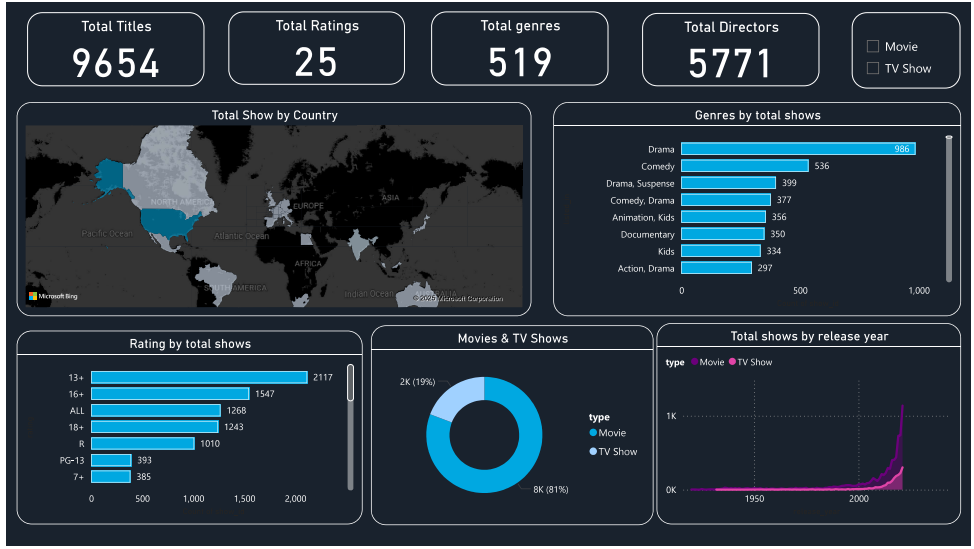 Total Titles
9654
Total Ratings
25
Total genres
519
Total Directors
5771
Movie
TV Show
Total Show by Country
NORTH AMERICA
EUROPE
ASIA
Pacific Ocean
Atlantic Ocean
AFRICA
SOUTH AMERICA
Indian Ocean
AUSTRALIA
Microsoft Bing
© 2025 Microsoft Corporation
Genres by total shows
Drama 986
Comedy 536
Drama, Suspense 399
Comedy, Drama 377
Animation, Kids 356
Documentary 350
Kids 334
Action, Drama 297
0 500 1,000
Rating by total shows
13+ 2117
16+ 1547
ALL 1268
18+ 1243
R 1010
PG-13 393
7+ 385
0 500 1,000 1,500 2,000
Movies & TV Shows
2K (19%)
8K (81%)
type
Movie
TV Show
Total shows by release year
type Movie TV Show
1K
0K
1950 2000